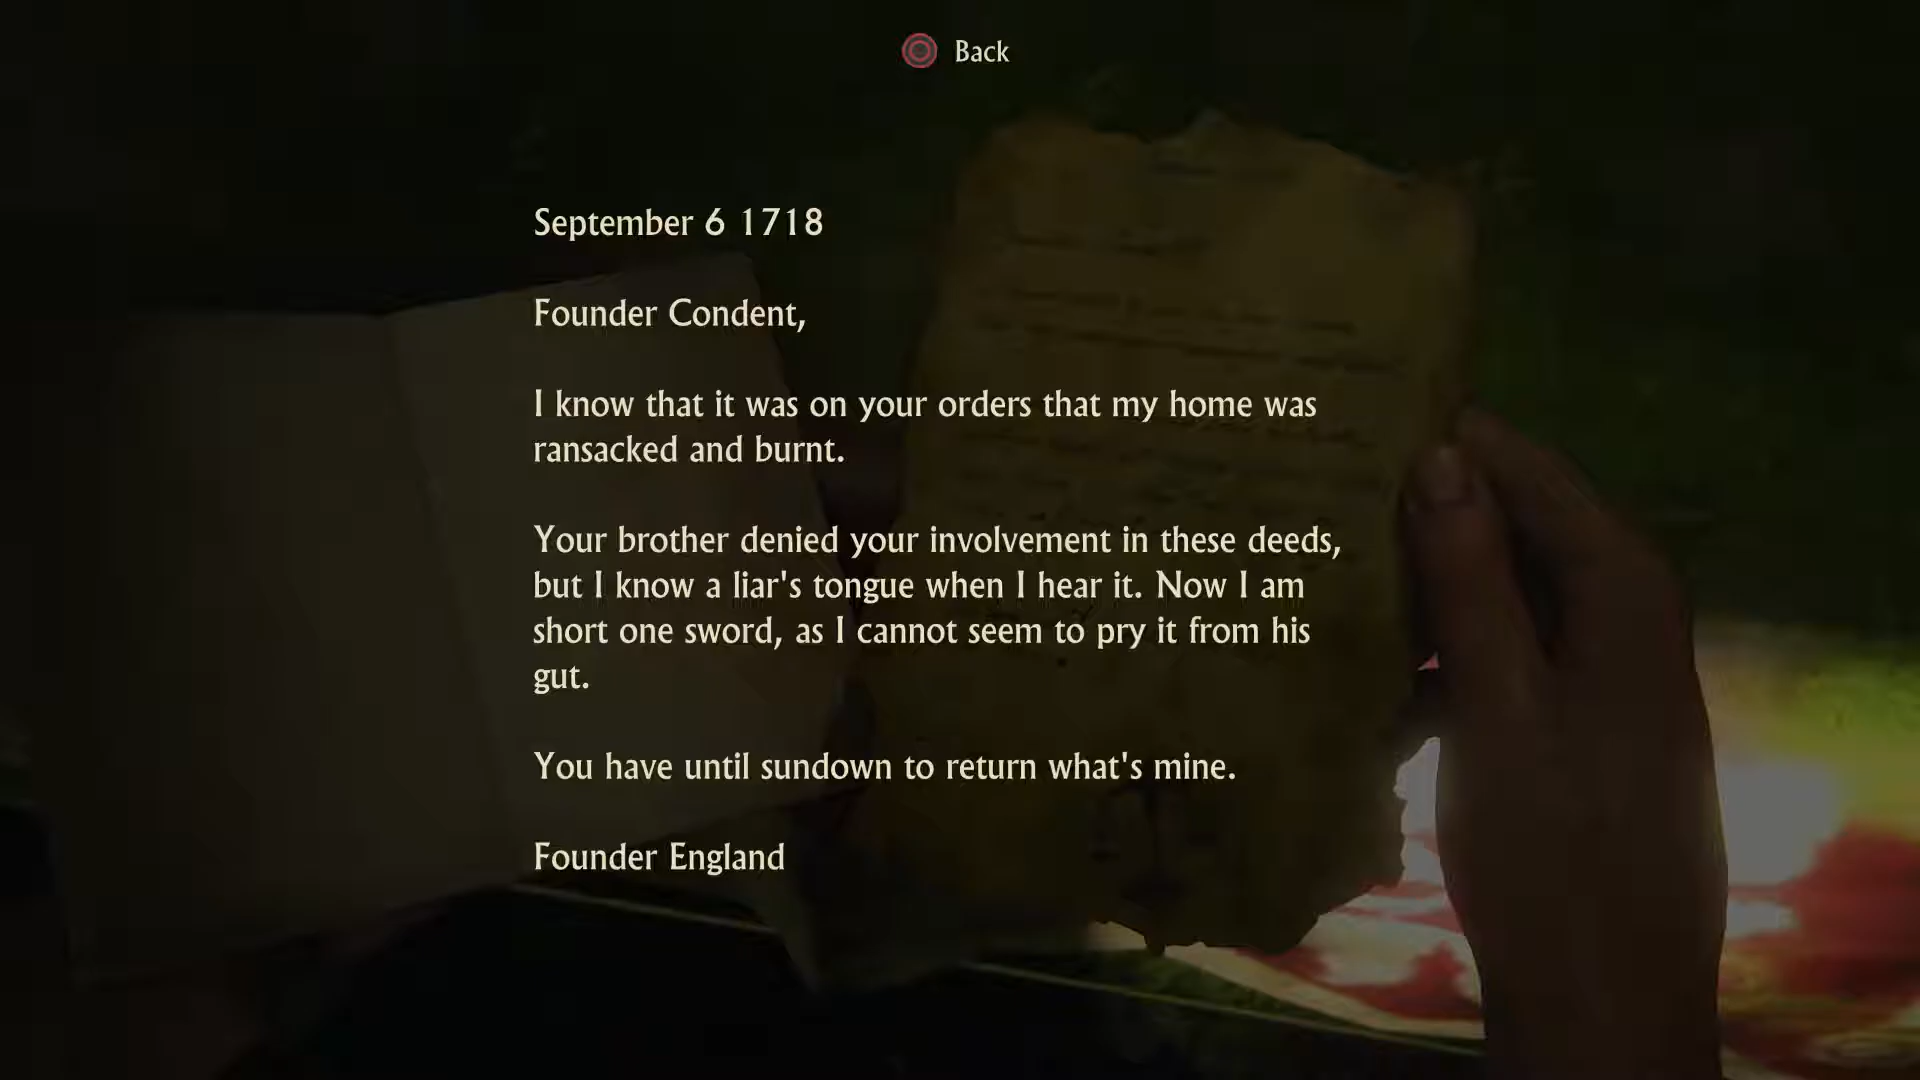 Back
September 6 1718
Founder Condent,
I know that it was on your orders that my home was
ransacked and burnt.
Your brother denied your involvement in these deeds,
but I know a liar's tongue when I hear it. Now I am
short one sword, as I cannot seem to pry it from his
gut.
You have until sundown to return what's mine.
Founder England